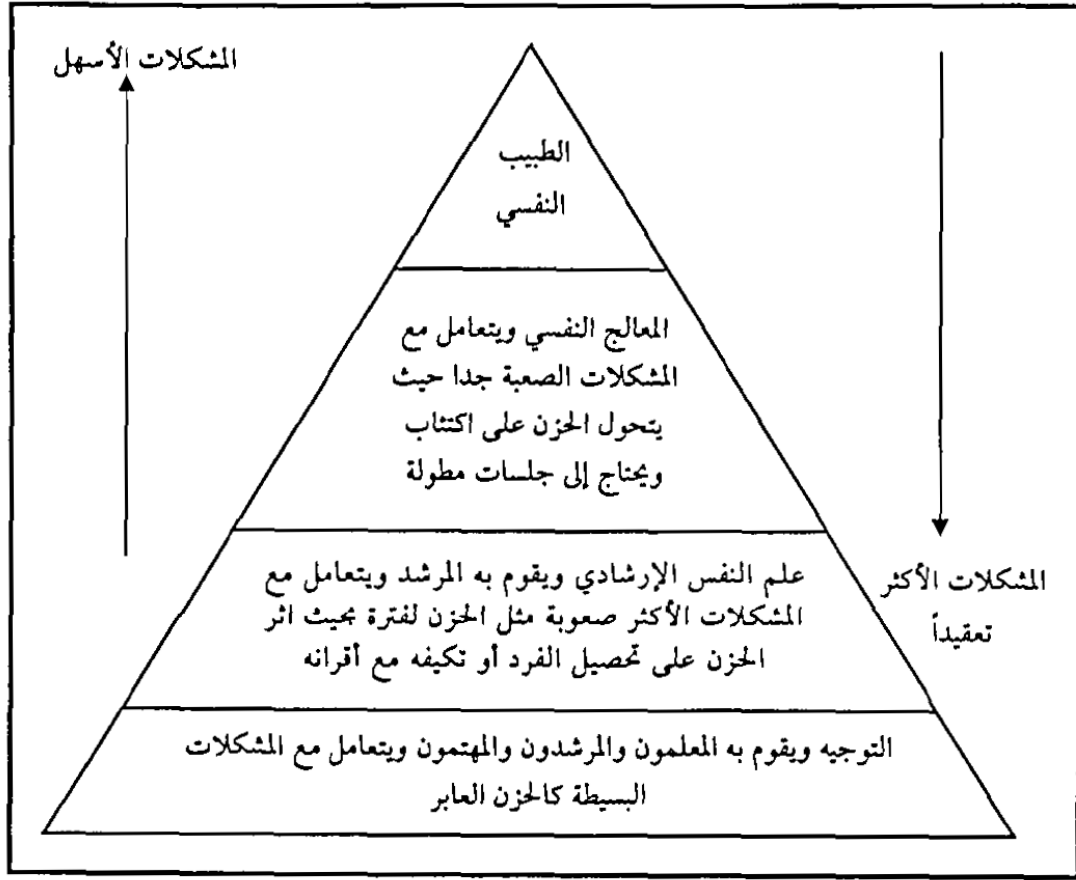 المشكلات الأسهل
الطبيب
النفسي
المعالج النفسي ويتعامل مع
المشكلات الصعبة جدا حيث
يتحول الحزن على اكتئاب
ويحتاج إلى جلسات مطولة
علم النفس الإرشادي ويقوم به المرشد ويتعامل مع
المشكلات الأكثر صعوبة مثل الحزن لفترة بحيث اثر
الحزن على تحصيل الفرد أو تكيفه مع أقرانه
المشكلات الأكثر
تعقيداً
التوجيه ويقوم به المعلمون والمرشدون والمهتمون ويتعامل مع المشكلات
البسيطة كالحزن العابر